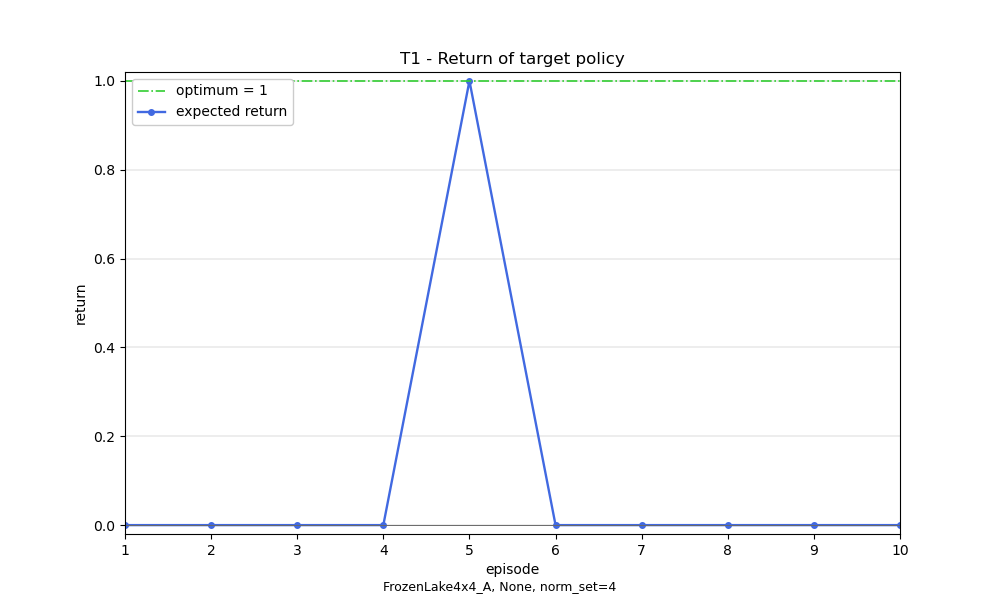 T1 - Return of target policy
optimum = 1
expected return
1.0
0.8
0.6
0.4
0.2
0.0
return
1 2 3 4 5 6 7 8 9 10
episode
FrozenLake4x4_A, None, norm_set=4